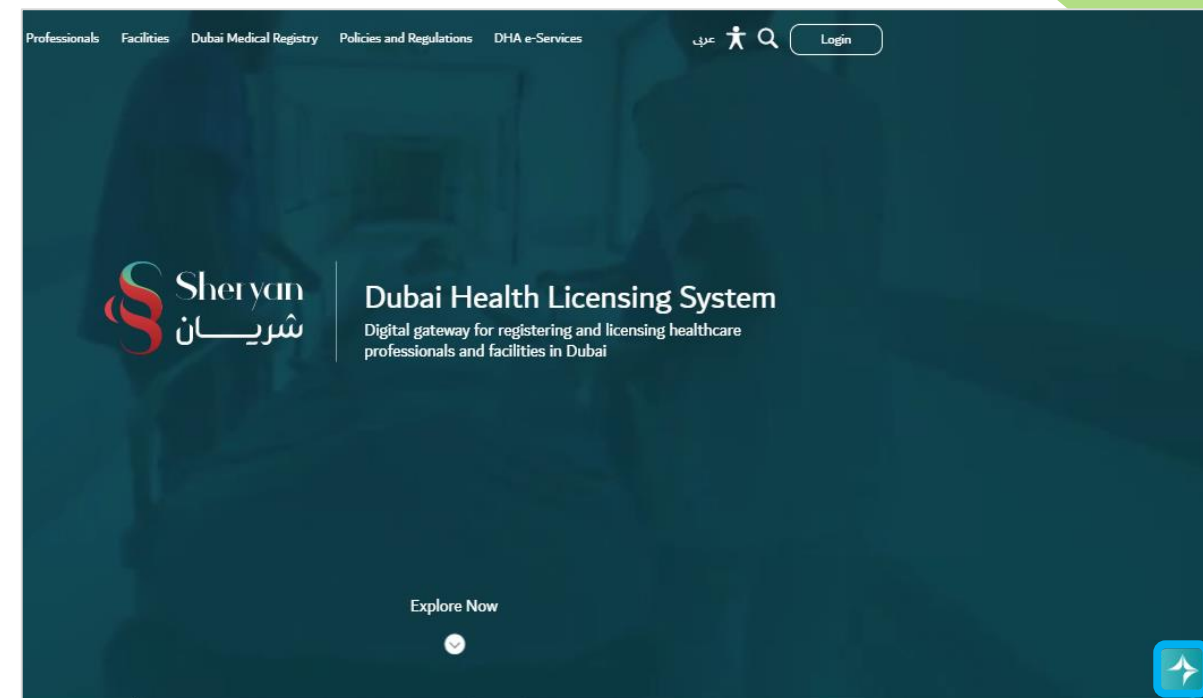 Professionals Facilities Dubai Medical Registry Policies and Regulations DHA e-Services عربي Login
Sheryan
شريـــان
Dubai Health Licensing System
Digital gateway for registering and licensing healthcare
professionals and facilities in Dubai
Explore Now